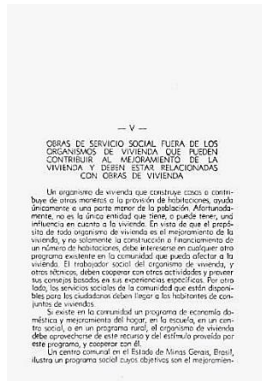 — V —
OBRAS DE SERVICIO SOCIAL FUERA DE LOS
ORGANISMOS DE VIVIENDA QUE PUEDEN
CONTRIBUIR AL MEJORAMIENTO DE LA
VIVIENDA Y DEBEN ESTAR RELACIONADAS
CON OBRAS DE VIVIENDA
Un organismo de vivienda que construye casas o contri-
buye de otras maneras a la provisión de habitaciones, ayuda
únicamente a una parte menor de la población. Afortunada-
mente, no es la única entidad que tiene, o puede tener, una
influencia en cuanto a la vivienda. En vista de que el propó-
sito de todo organismo de vivienda es el mejoramiento de la
vivienda, y no solamente la construcción o financiamiento de
un número de habitaciones, debe interesarse en cualquier otro
programa existente en la comunidad que pueda afectar a la
vivienda. El trabajador social del organismo de vivienda, y
otros técnicos, deben cooperar con otras actividades y proveer
sus consejos basados en sus experiencias específicas. Por otro
lado, los servicios sociales de la comunidad que están disponi-
bles para los ciudadanos deben llegar a los habitantes de con-
juntos de viviendas.
Si existe en la comunidad un programa de economía do-
méstica y mejoramiento del hogar, en la escuela, en un cen-
tro social, o en un programa rural, el organismo de vivienda
debe aprovecharse de este recurso y del estímulo proveído por
este programa, y cooperar con él.
Un centro comunal en el Estado de Minas Gerais, Brasil,
ilustra un programa social cuyos objetivos son el mejoramien-